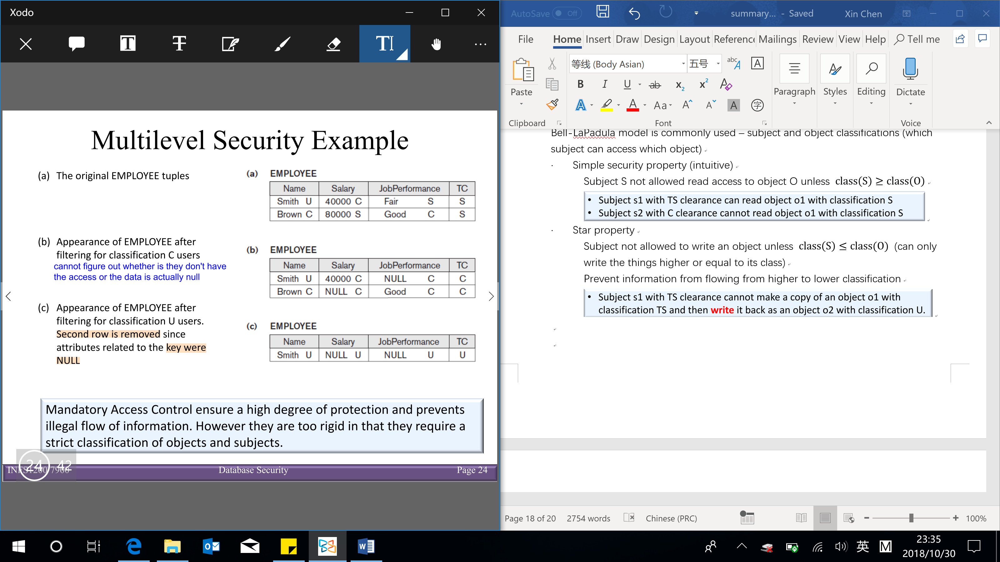 Xodo
Multilevel Security Example
(a) The original EMPLOYEE tuples
(a) EMPLOYEE
Name Salary JobPerformance TC
Smith U 40000 C Fair S S
Brown C 80000 S Good C S
(b) Appearance of EMPLOYEE after
filtering for classification C users
cannot figure out whether is they don't have
the access or the data is actually null
(b) EMPLOYEE
Name Salary JobPerformance TC
Smith U 40000 C NULL C C
Brown C NULL C Good C C
(c) Appearance of EMPLOYEE after
filtering for classification U users.
Second row is removed since
attributes related to the key were
NULL
(c) EMPLOYEE
Name Salary JobPerformance TC
Smith U NULL U NULL U U
Mandatory Access Control ensure a high degree of protection and prevents
illegal flow of information. However they are too rigid in that they require a
strict classification of objects and subjects.
24 / 42
INFS1200/7900 Database Security Page 24
AutoSave Off summary... - Saved Xin Chen
File Home Insert Draw Design Layout Referenc Mailings Review View Help Tell me
等线 (Body Asian) 五号
Paste
Clipboard Font Paragraph Styles Editing Dictate Voice
Bell-LaPadula model is commonly used – subject and object classifications (which
subject can access which object)
· Simple security property (intuitive)
Subject S not allowed read access to object O unless class(S) ≥ class(O)
• Subject s1 with TS clearance can read object o1 with classification S
• Subject s2 with C clearance cannot read object o1 with classification S
· Star property
Subject not allowed to write an object unless class(S) ≤ class(O) (can only
write the things higher or equal to its class)
Prevent information from flowing from higher to lower classification
• Subject s1 with TS clearance cannot make a copy of an object o1 with
classification TS and then write it back as an object o2 with classification U.
Page 18 of 20 2754 words Chinese (PRC) 100%
英 M
23:35
2018/10/30